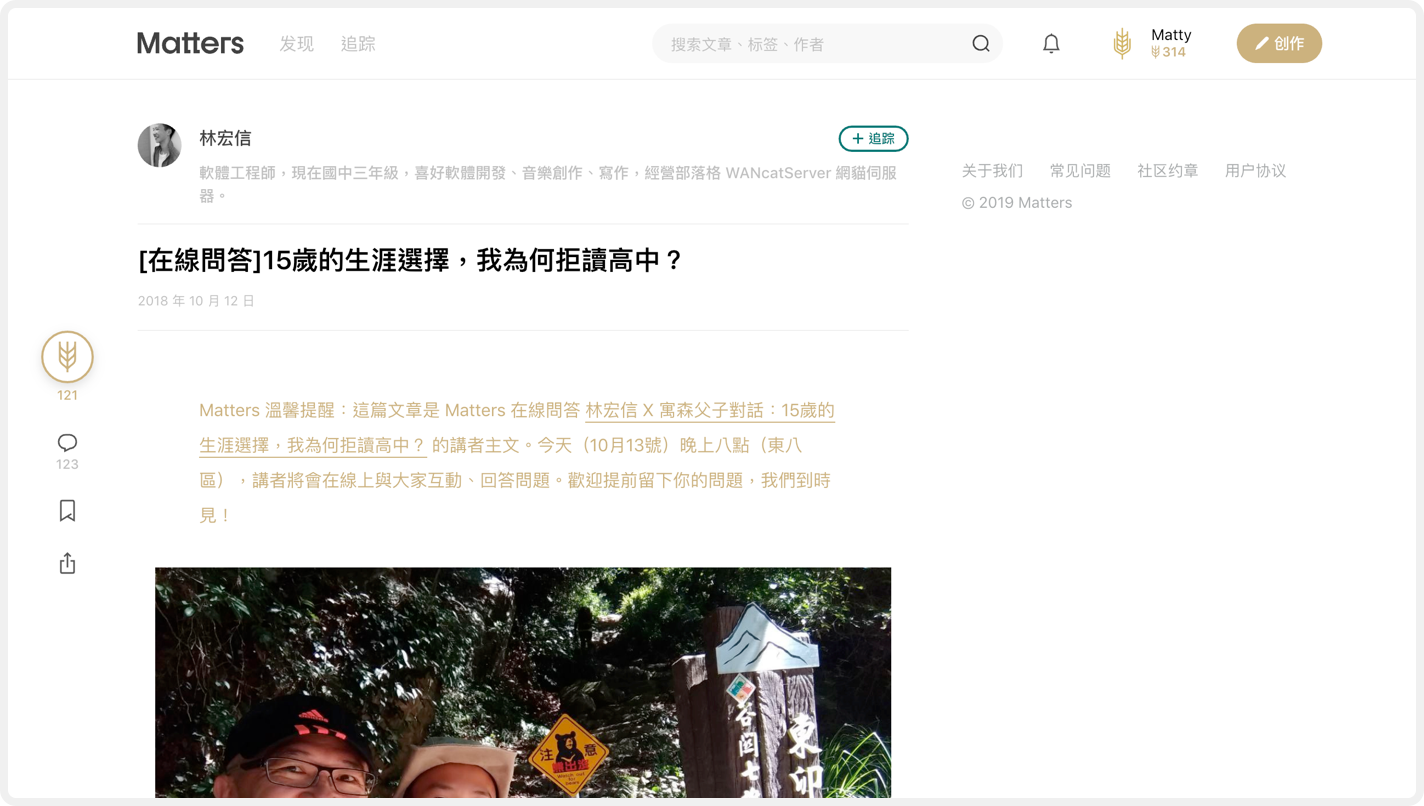 Matters
发现
追踪
搜索文章、标签、作者
Matty
314
创作
林宏信
+ 追踪
軟體工程師，現在國中三年級，喜好軟體開發、音樂創作、寫作，經營部落格 WANcatServer 網貓伺服
器。
关于我们
常见问题
社区约章
用户协议
© 2019 Matters
[在線問答]15歲的生涯選擇，我為何拒讀高中？
2018 年 10 月 12 日
121
123
Matters 溫馨提醒：這篇文章是 Matters 在線問答 林宏信 X 寓森父子對話：15歲的
生涯選擇，我為何拒讀高中？ 的講者主文。今天（10月13號）晚上八點（東八
區），講者將會在線上與大家互動、回答問題。歡迎提前留下你的問題，我們到時
見！
注 意
熊出沒
東卯
谷関七